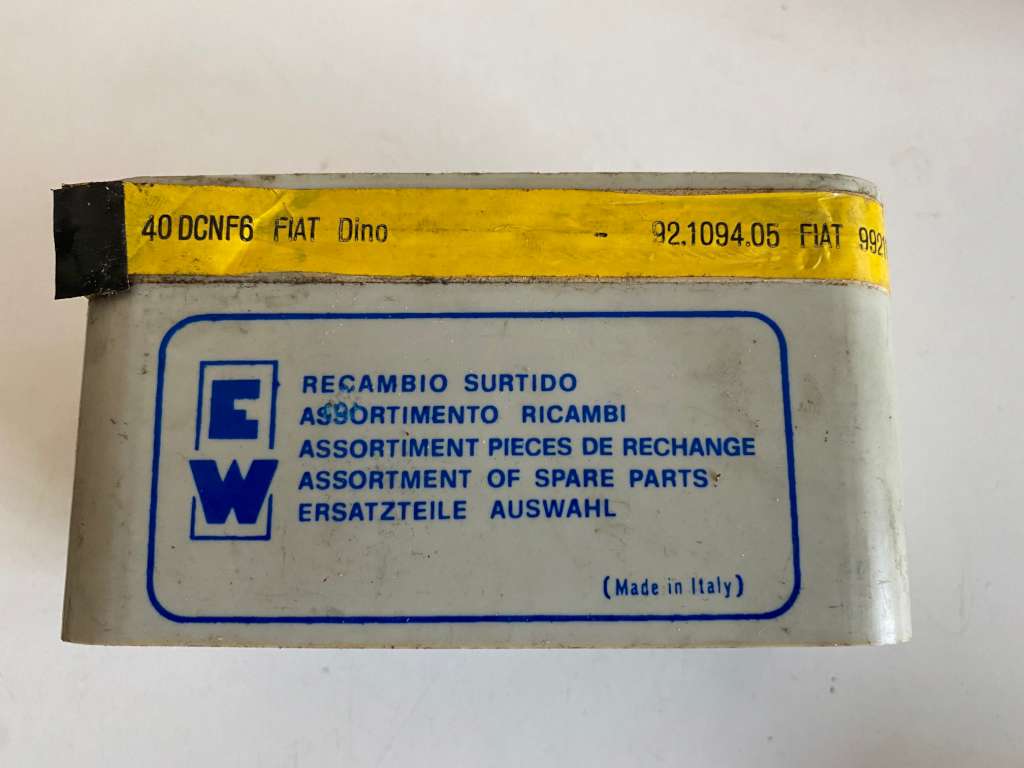 40 DCNF6 FIAT Dino - 92.1094.05 FIAT
E
W
RECAMBIO SURTIDO
ASSORTIMENTO RICAMBI
ASSORTIMENT PIECES DE RECHANGE
ASSORTMENT OF SPARE PARTS
ERSATZTEILE AUSWAHL
(Made in Italy)